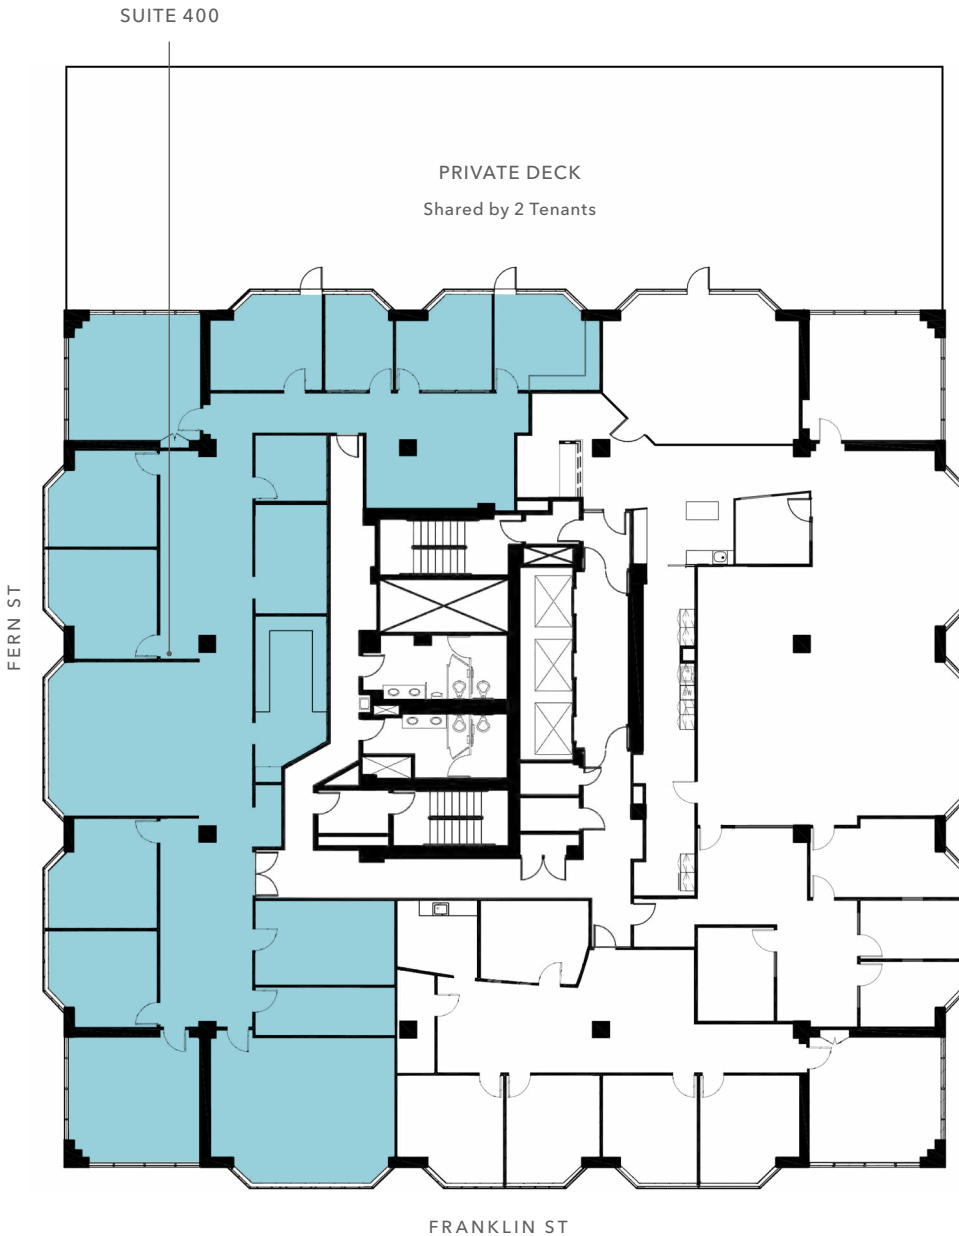 SUITE 400
PRIVATE DECK
Shared by 2 Tenants
FERN ST
FRANKLIN ST